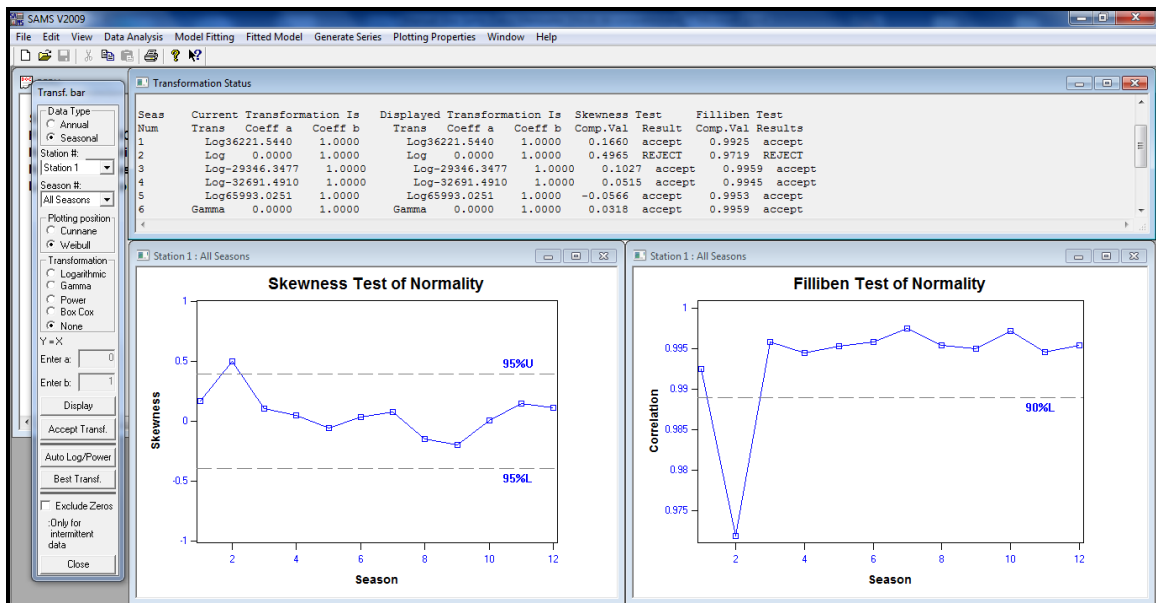 SAMS V2009
File Edit View Data Analysis Model Fitting Fitted Model Generate Series Plotting Properties Window Help
Transf. bar
Data Type
Annual
Seasonal
Station #:
Station 1
Season #:
All Seasons
Plotting position
Cunnane
Weibull
Transformation
Logarithmic
Gamma
Power
Box Cox
None
Y = X
Enter a: 0
Enter b: 1
Display
Accept Transf.
Auto Log/Power
Best Transf.
Exclude Zeros
:Only for
intermittent
data
Close
Transformation Status
Seas Current Transformation Is Displayed Transformation Is Skewness Test Filliben Test
Num Trans Coeff a Coeff b Trans Coeff a Coeff b Comp.Val Result Comp.Val Results
1 Log36221.5440 1.0000 Log36221.5440 1.0000 0.1660 accept 0.9925 accept
2 Log 0.0000 1.0000 Log 0.0000 1.0000 0.4965 REJECT 0.9719 REJECT
3 Log-29346.3477 1.0000 Log-29346.3477 1.0000 0.1027 accept 0.9959 accept
4 Log-32691.4910 1.0000 Log-32691.4910 1.0000 0.0515 accept 0.9945 accept
5 Log65993.0251 1.0000 Log65993.0251 1.0000 -0.0566 accept 0.9953 accept
6 Gamma 0.0000 1.0000 Gamma 0.0000 1.0000 0.0318 accept 0.9959 accept
Station 1 : All Seasons
Skewness Test of Normality
1
0.5
0
-0.5
-1
Skewness
95%U
95%L
2 4 6 8 10 12
Season
Station 1 : All Seasons
Filliben Test of Normality
1
0.995
0.99
0.985
0.98
0.975
Correlation
90%L
2 4 6 8 10 12
Season